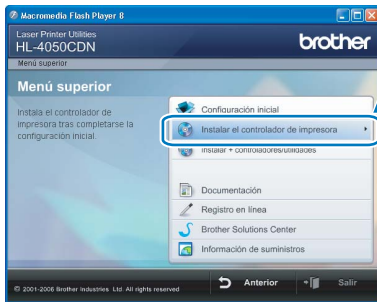 Macromedia Flash Player 8
Laser Printer Utilities
HL-4050CDN
brother
Menú superior
Menú superior
Instala el controlador de
impresora tras completarse la
configuración inicial.
Configuración inicial
Instalar el controlador de impresora
Instalar + controladores/utilidades
Documentación
Registro en línea
Brother Solutions Center
Información de suministros
© 2001-2006 Brother Industries Ltd. All rights reserved
Anterior
Salir